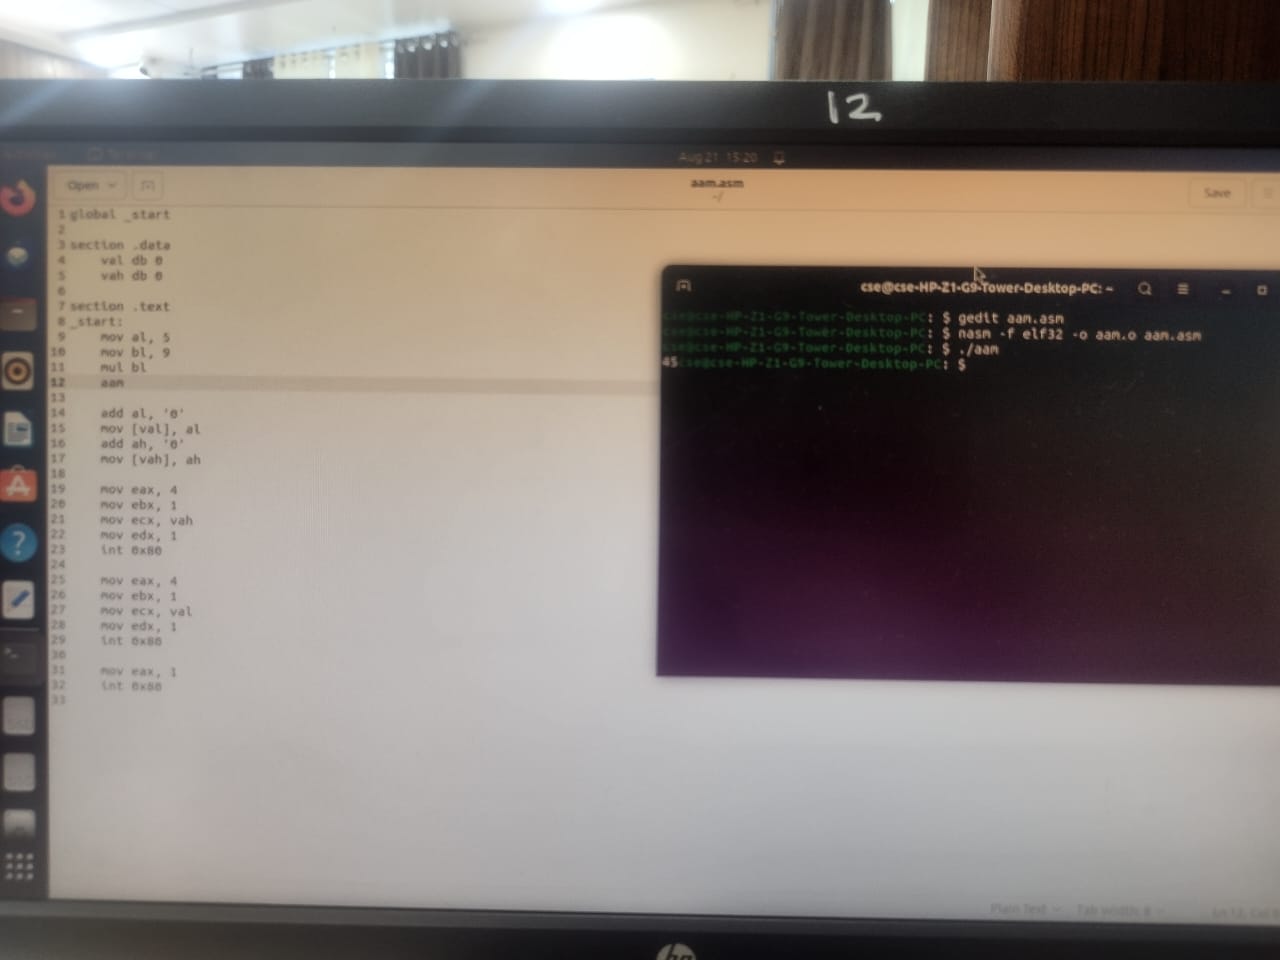 12
Aug 21 15:20
Open
aam.asm
~/
Save
1 global _start
2
3 section .data
4 val db 0
5 vah db 0
6
7 section .text
8 _start:
9 mov al, 5
10 mov bl, 9
11 mul bl
12 aam
13
14 add al, '0'
15 mov [val], al
16 add ah, '0'
17 mov [vah], ah
18
19 mov eax, 4
20 mov ebx, 1
21 mov ecx, vah
22 mov edx, 1
23 int 0x80
24
25 mov eax, 4
26 mov ebx, 1
27 mov ecx, val
28 mov edx, 1
29 int 0x80
30
31 mov eax, 1
32 int 0x80
33
cse@cse-HP-Z1-G9-Tower-Desktop-PC: ~
cse@cse-HP-Z1-G9-Tower-Desktop-PC: $ gedit aam.asm
cse@cse-HP-Z1-G9-Tower-Desktop-PC: $ nasm -f elf32 -o aam.o aam.asm
cse@cse-HP-Z1-G9-Tower-Desktop-PC: $ ./aam
45cse@cse-HP-Z1-G9-Tower-Desktop-PC: $
Plain Text Tab Width: 8
hp